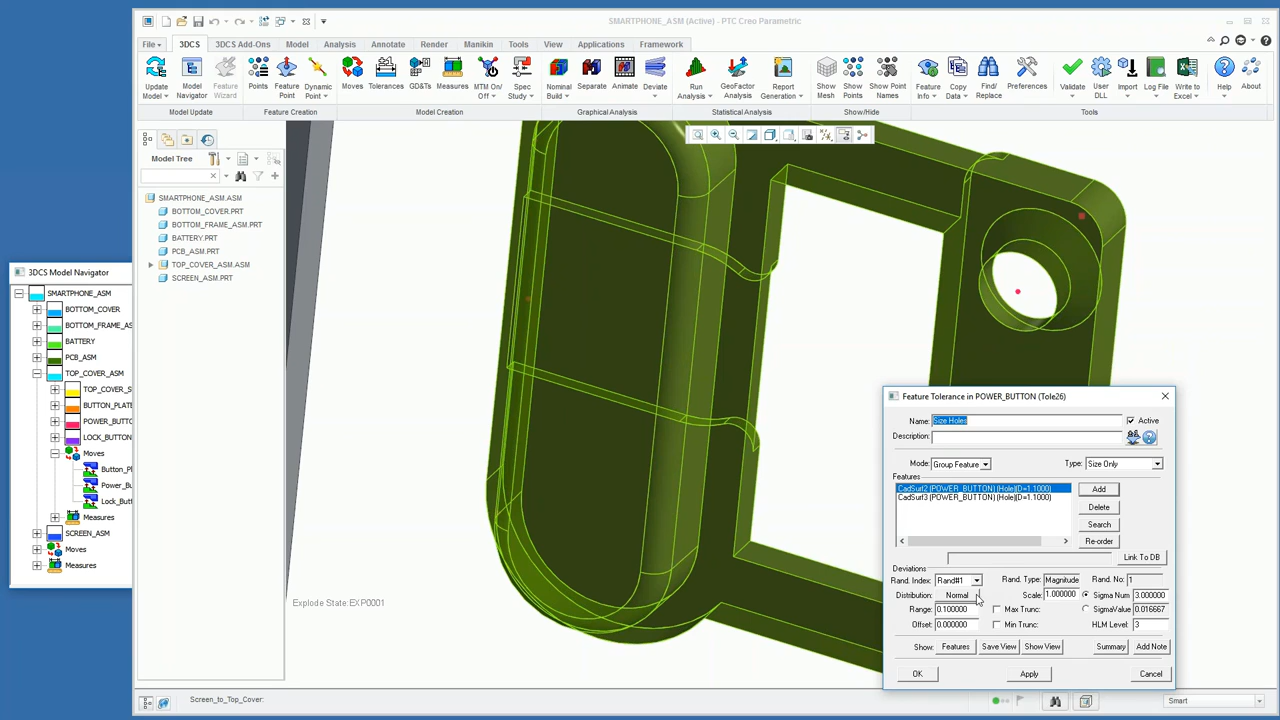 SMARTPHONE_ASM (Active) - PTC Creo Parametric
File 3DCS 3DCS Add-Ons Model Analysis Annotate Render Manikin Tools View Applications Framework
Update Model Model Navigator Feature Wizard Points Feature Point Dynamic Point Moves Tolerances GD&Ts Measures MTM On/Off Spec Study Nominal Build Separate Animate Deviate Run Analysis GeoFactor Analysis Report Generation Show Mesh Show Points Show Point Names Feature Info Copy Data Find/Replace Preferences Validate User DLL Import Log File Write to Excel Help About
Model Update Feature Creation Model Creation Graphical Analysis Statistical Analysis Show/Hide Tools
Model Tree
SMARTPHONE_ASM.ASM
BOTTOM_COVER.PRT
BOTTOM_FRAME_ASM.PRT
BATTERY.PRT
PCB_ASM.PRT
TOP_COVER_ASM.ASM
SCREEN_ASM.PRT
3DCS Model Navigator
SMARTPHONE_ASM
BOTTOM_COVER
BOTTOM_FRAME_AS
BATTERY
PCB_ASM
TOP_COVER_ASM
TOP_COVER_S
BUTTON_PLATE
POWER_BUTTO
LOCK_BUTTON
Moves
Button_Pl
Power_Bu
Lock_Butt
Measures
SCREEN_ASM
Moves
Measures
Explode State:EXP0001
Feature Tolerance in POWER_BUTTON (Tole26)
Name: Size Holes Active
Description:
Mode: Group Feature Type: Size Only
Features
CadSurf2 (POWER_BUTTON) (Hole)(D=1.1000) Add
CadSurf3 (POWER_BUTTON) (Hole)(D=1.1000)
Delete
Search
Re-order
Link To DB
Deviations
Rand. Index: Rand#1 Rand. Type: Magnitude Rand. No: 1
Distribution: Normal Scale: 1.000000 Sigma Num 3.000000
Range: 0.100000 Max Trunc: SigmaValue 0.016667
Offset: 0.000000 Min Trunc: HLM Level: 3
Show: Features Save View Show View Summary Add Note
OK Apply Cancel
Screen_to_Top_Cover:
Smart